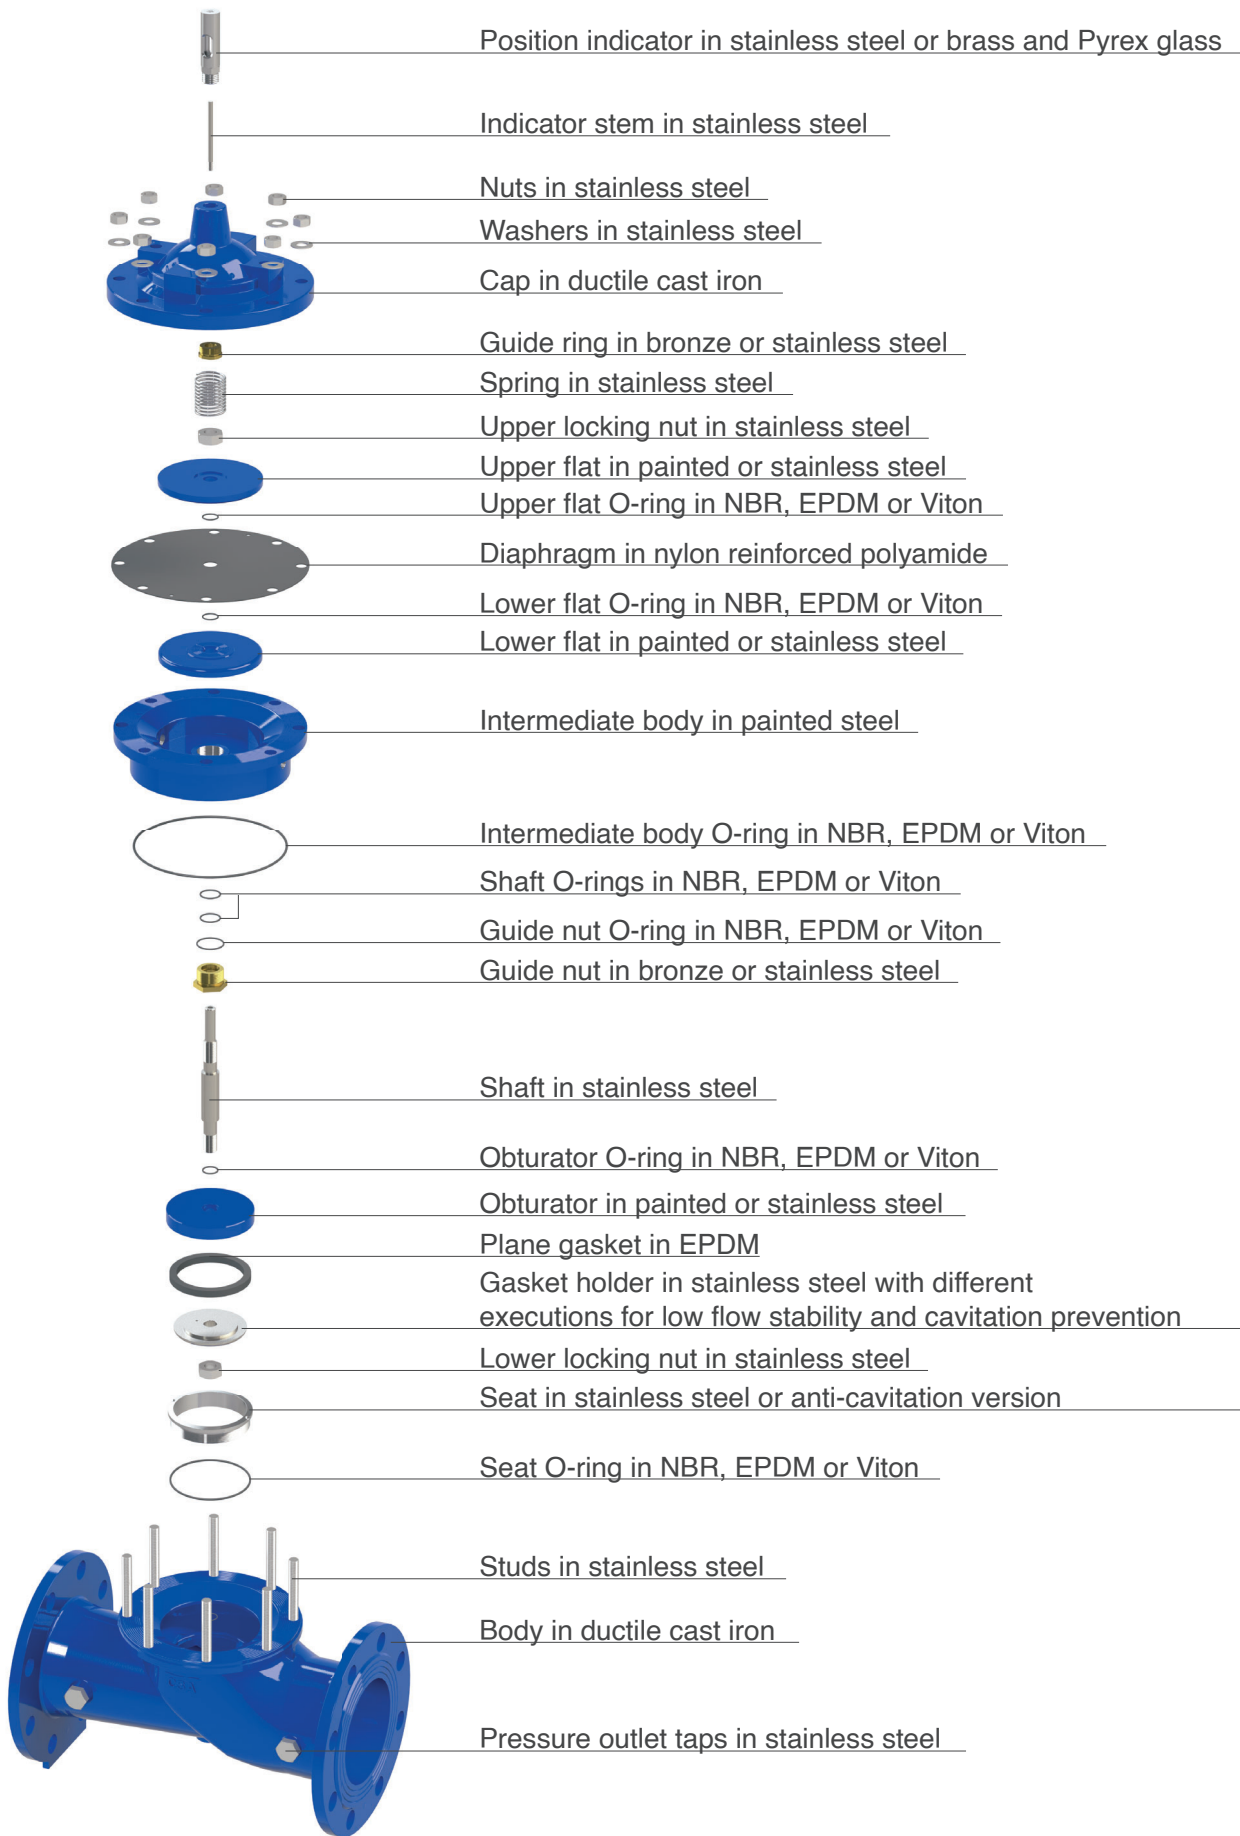 Position indicator in stainless steel or brass and Pyrex glass
Indicator stem in stainless steel
Nuts in stainless steel
Washers in stainless steel
Cap in ductile cast iron
Guide ring in bronze or stainless steel
Spring in stainless steel
Upper locking nut in stainless steel
Upper flat in painted or stainless steel
Upper flat O-ring in NBR, EPDM or Viton
Diaphragm in nylon reinforced polyamide
Lower flat O-ring in NBR, EPDM or Viton
Lower flat in painted or stainless steel
Intermediate body in painted steel
Intermediate body O-ring in NBR, EPDM or Viton
Shaft O-rings in NBR, EPDM or Viton
Guide nut O-ring in NBR, EPDM or Viton
Guide nut in bronze or stainless steel
Shaft in stainless steel
Obturator O-ring in NBR, EPDM or Viton
Obturator in painted or stainless steel
Plane gasket in EPDM
Gasket holder in stainless steel with different
executions for low flow stability and cavitation prevention
Lower locking nut in stainless steel
Seat in stainless steel or anti-cavitation version
Seat O-ring in NBR, EPDM or Viton
Studs in stainless steel
Body in ductile cast iron
Pressure outlet taps in stainless steel